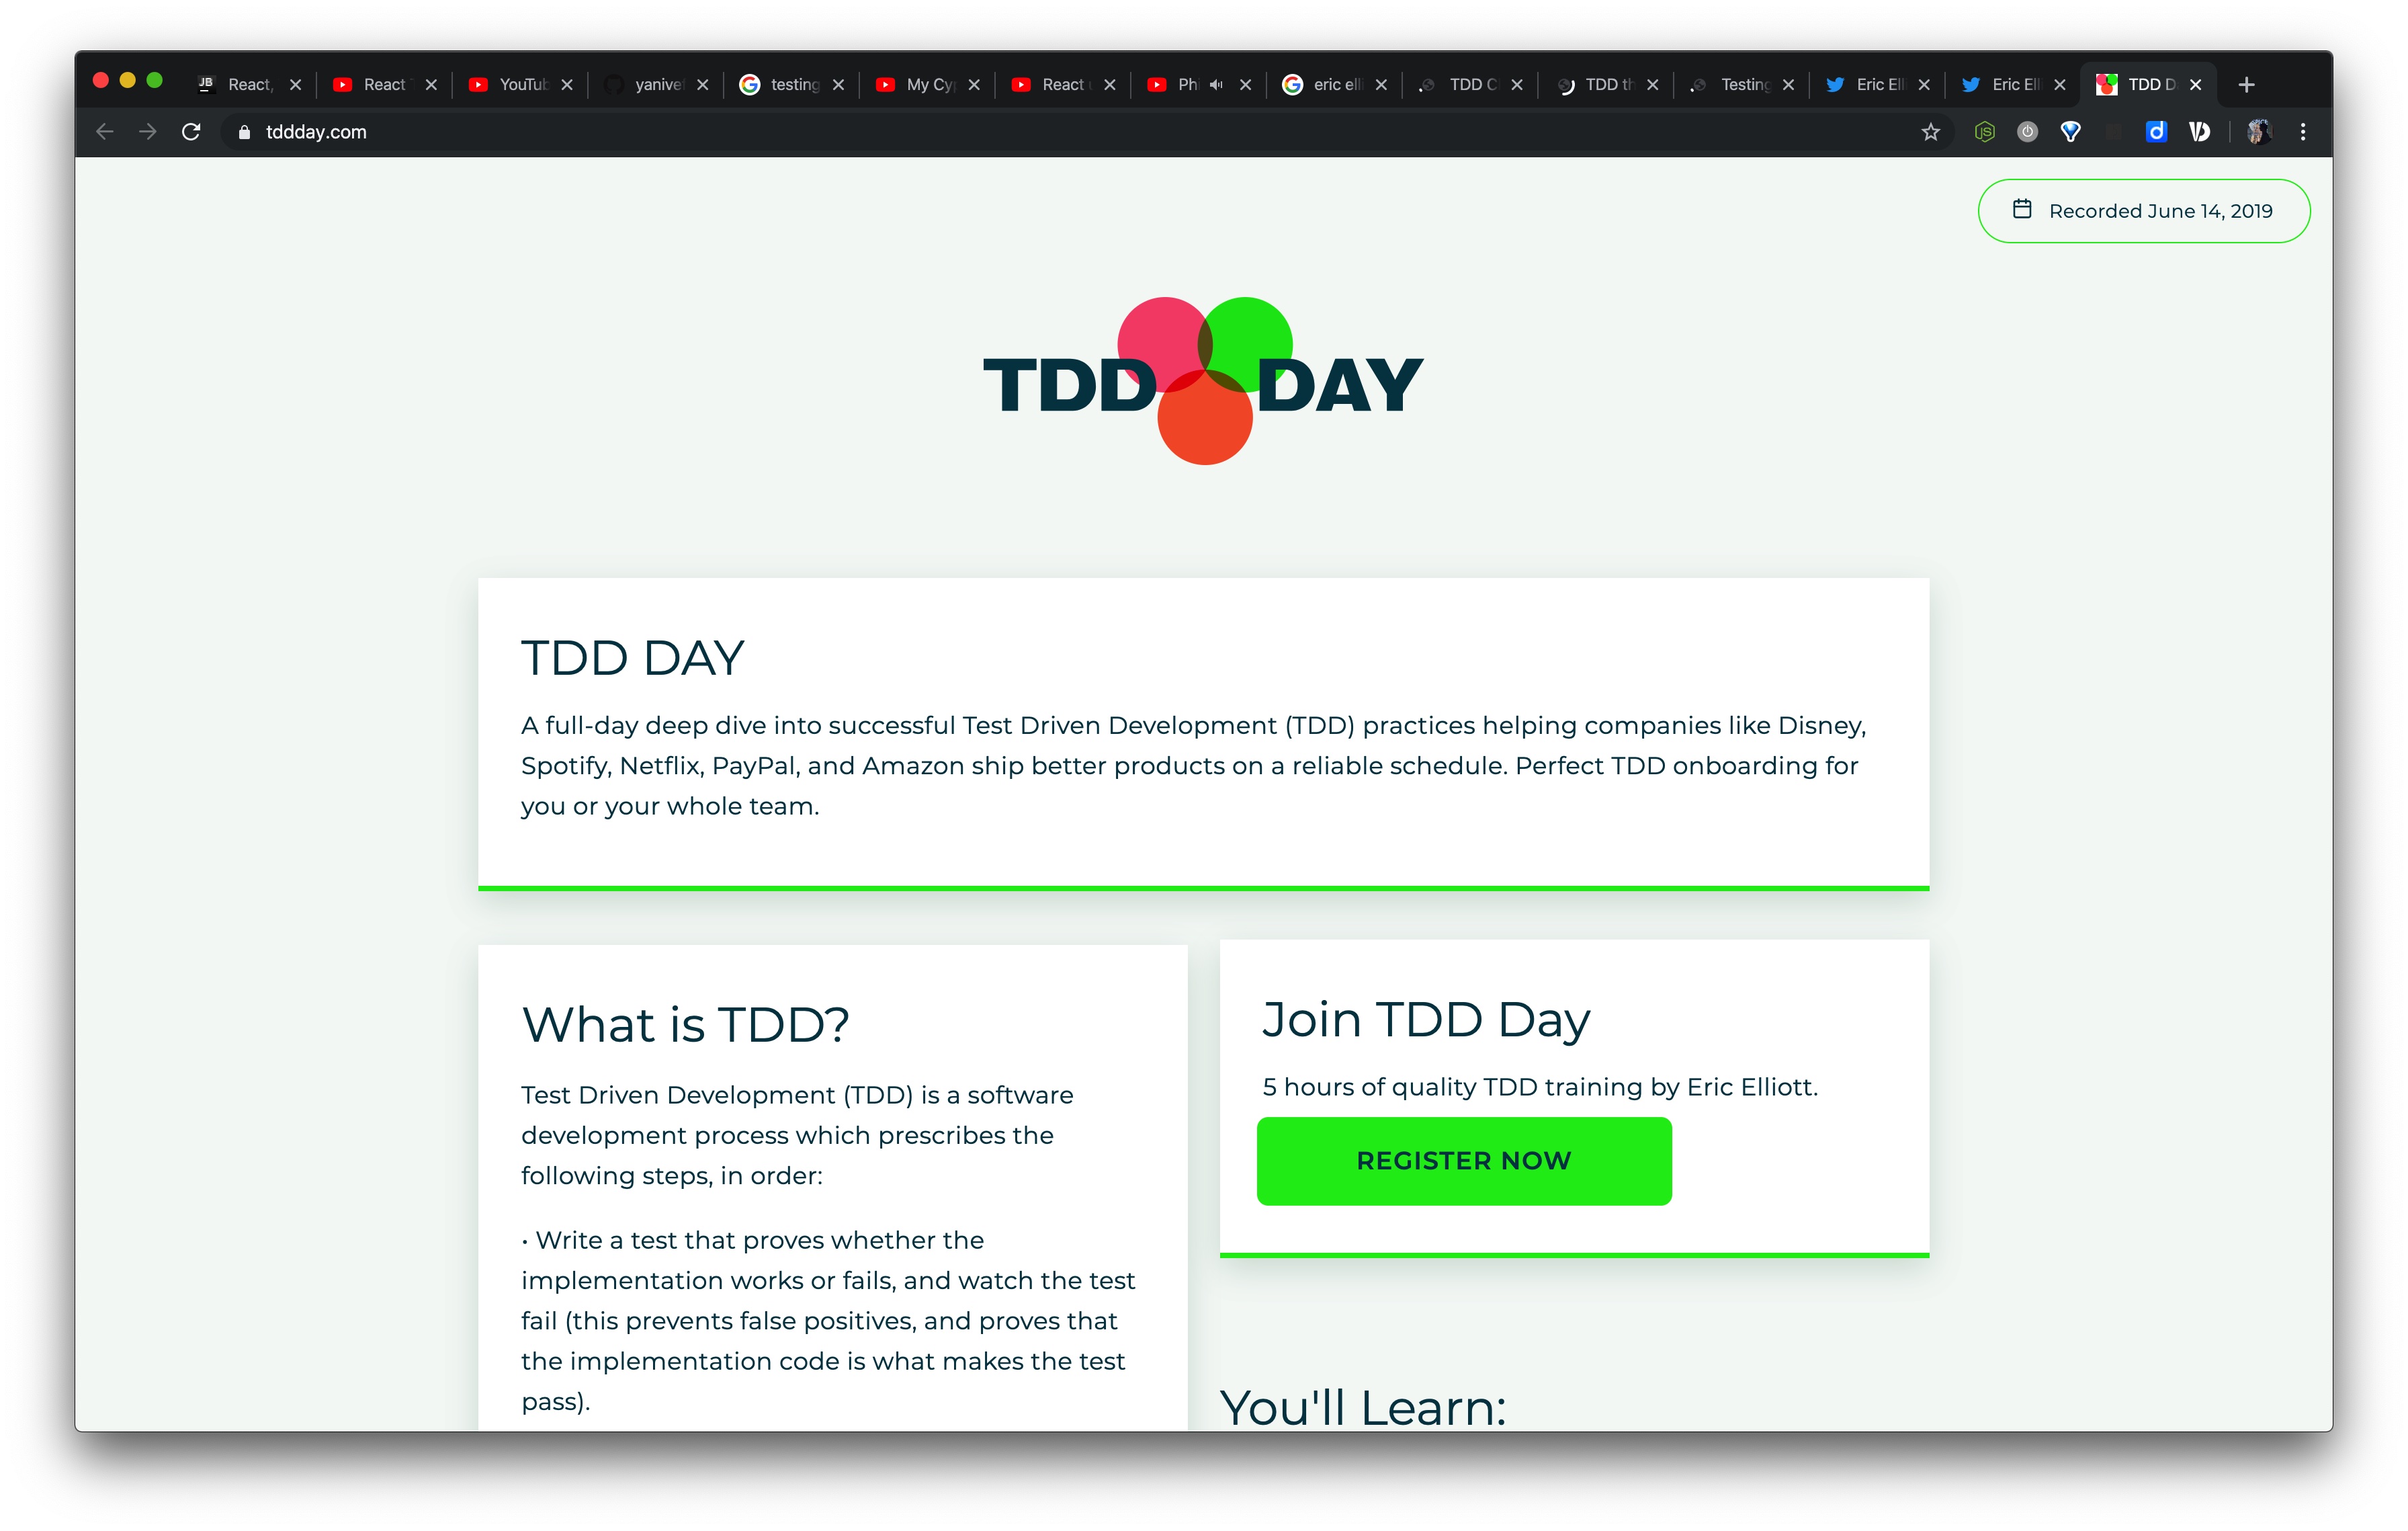 JB React,
React
YouTub
yanive
testing
My Cy
React
Ph
eric elli
TDD
TDD th
Testing
Eric Ell
Eric Ell
TDD D
tddday.com
Recorded June 14, 2019
TDD DAY
TDD DAY
A full-day deep dive into successful Test Driven Development (TDD) practices helping companies like Disney,
Spotify, Netflix, PayPal, and Amazon ship better products on a reliable schedule. Perfect TDD onboarding for
you or your whole team.
What is TDD?
Test Driven Development (TDD) is a software
development process which prescribes the
following steps, in order:
• Write a test that proves whether the
implementation works or fails, and watch the test
fail (this prevents false positives, and proves that
the implementation code is what makes the test
pass).
Join TDD Day
5 hours of quality TDD training by Eric Elliott.
REGISTER NOW
You'll Learn: